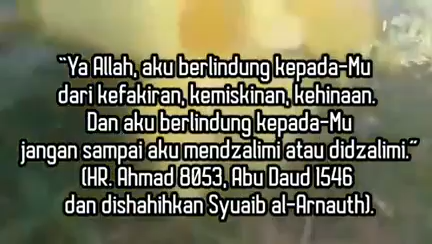 "Ya Allah, aku berlindung kepada-Mu
dari kefakiran, kemiskinan, kehinaan.
Dan aku berlindung kepada-Mu
jangan sampai aku mendzalimi atau didzalimi."
(HR. Ahmad 8053, Abu Daud 1546
dan dishahihkan Syuaib al-Arnauth).